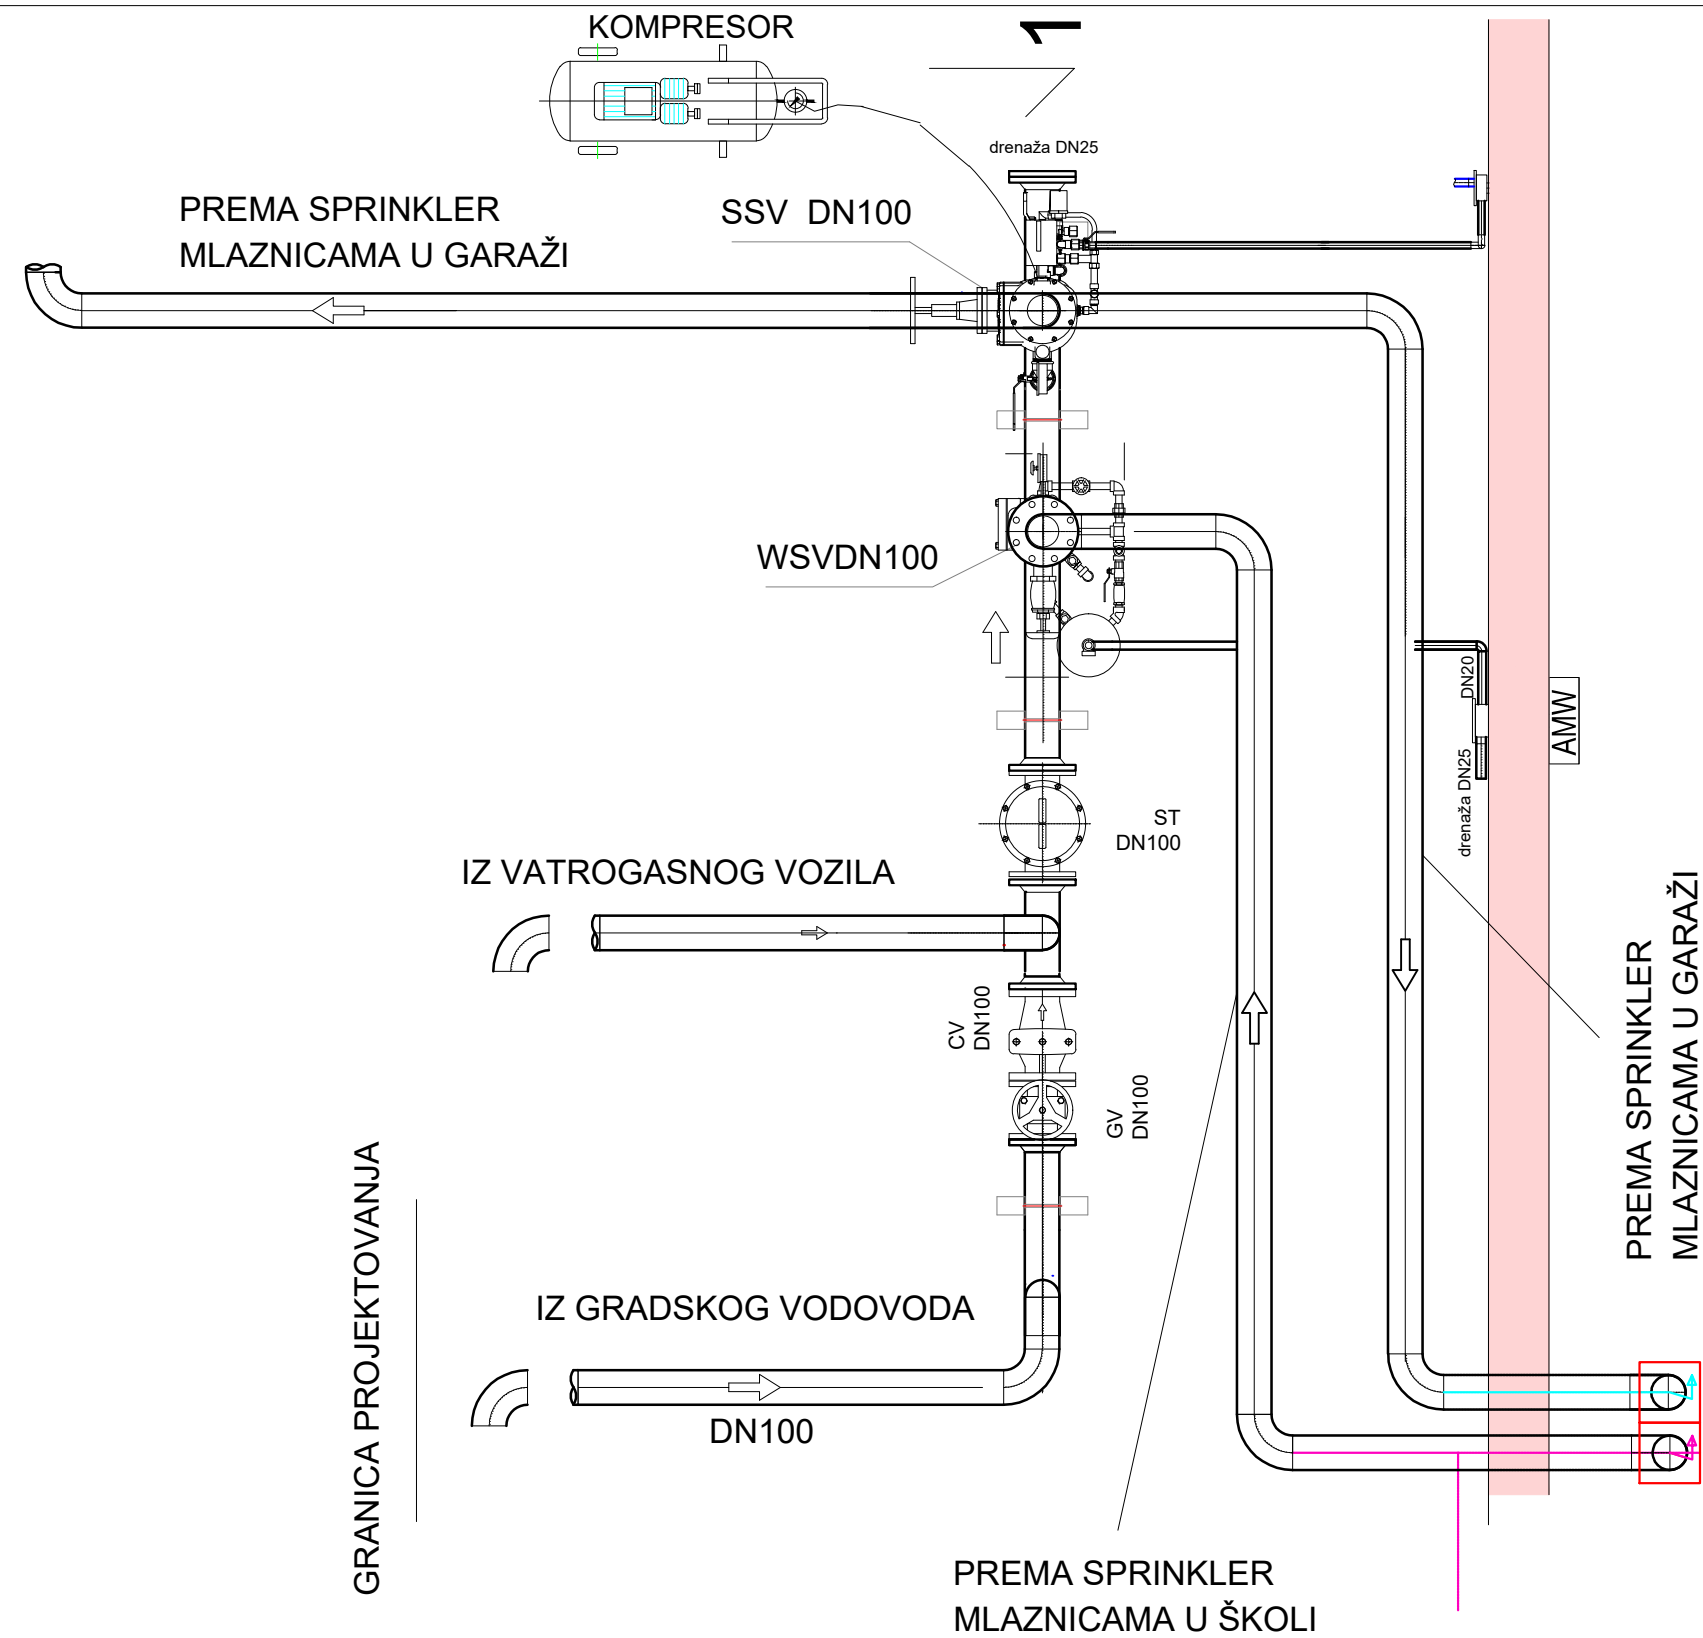 KOMPRESOR
1
drenaža DN25
PREMA SPRINKLER
MLAZNICAMA U GARAŽI
SSV DN100
WSVDN100
DN20
drenaža DN25
AMW
ST
DN100
IZ VATROGASNOG VOZILA
CV
DN100
GV
DN100
PREMA SPRINKLER
MLAZNICAMA U GARAŽI
GRANICA PROJEKTOVANJA
IZ GRADSKOG VODOVODA
DN100
PREMA SPRINKLER
MLAZNICAMA U ŠKOLI